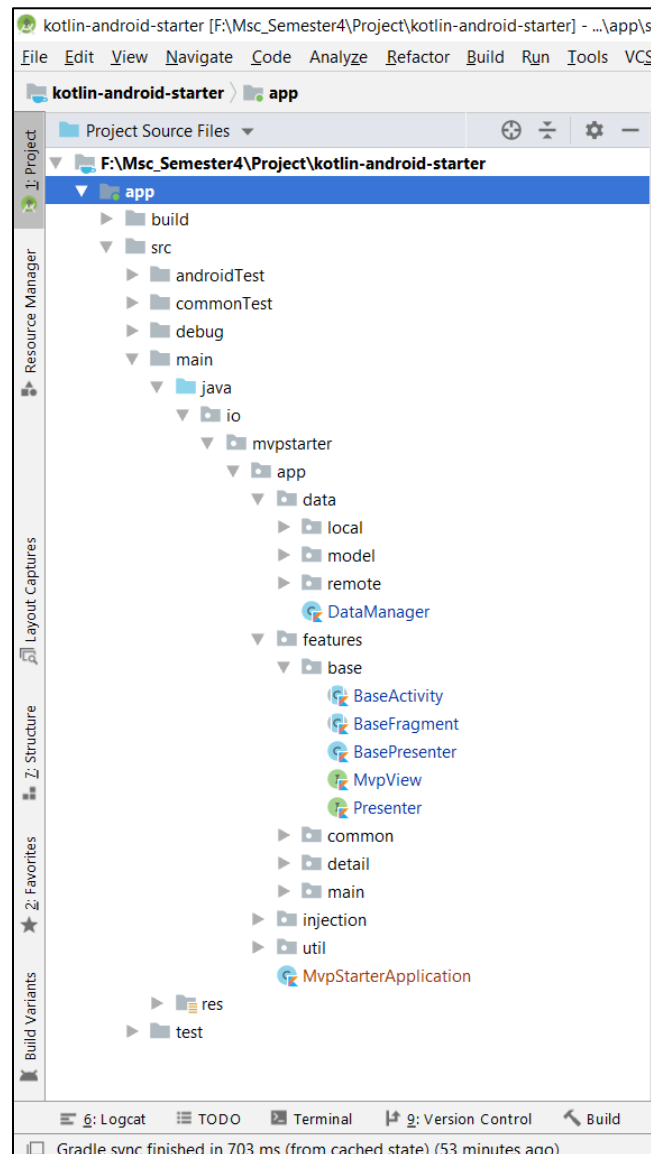 kotlin-android-starter [F:\Msc_Semester4\Project\kotlin-android-starter] - ...\app\s
File Edit View Navigate Code Analyze Refactor Build Run Tools VCS
kotlin-android-starter app
Project Source Files
1: Project
F:\Msc_Semester4\Project\kotlin-android-starter
app
build
src
androidTest
commonTest
debug
main
java
io
mvpstarter
app
data
local
model
remote
DataManager
features
base
BaseActivity
BaseFragment
BasePresenter
MvpView
Presenter
common
detail
main
injection
util
MvpStarterApplication
res
test
Resource Manager
Layout Captures
Z: Structure
2: Favorites
Build Variants
6: Logcat TODO Terminal 9: Version Control Build
Gradle sync finished in 703 ms (from cached state) (53 minutes ago)